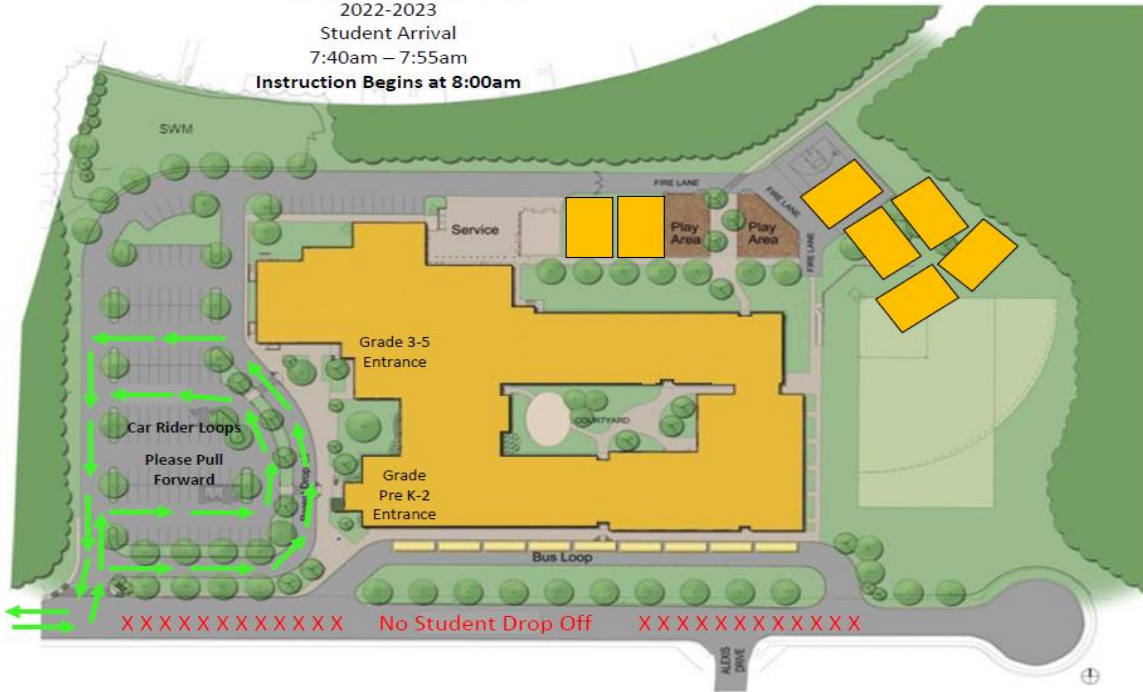 2022-2023
Student Arrival
7:40am – 7:55am
Instruction Begins at 8:00am
SWM
FIRE LANE
FIRE LANE
FIRE LANE
Service
Play
Area
Play
Area
Grade 3-5
Entrance
COURTYARD
Car Rider Loops
Please Pull
Forward
Drop
Grade
Pre K-2
Entrance
Bus Loop
X X X X X X X X X X X X No Student Drop Off X X X X X X X X X X X X
ALEXIS
DRIVE